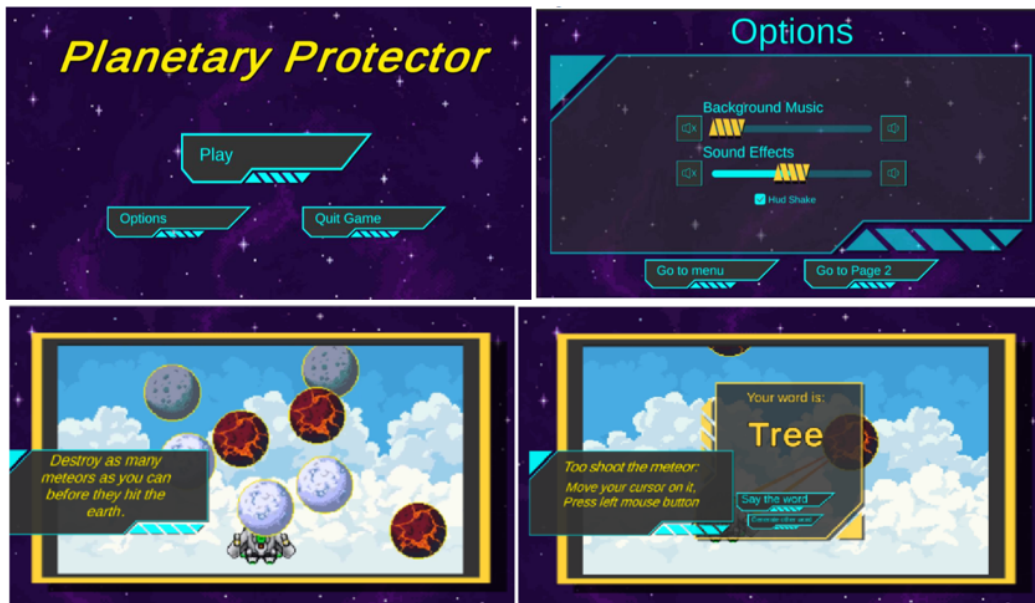 Planetary Protector
Play
Options
Quit Game
Options
Background Music
Sound Effects
Hud Shake
Go to menu
Go to Page 2
Destroy as many
meteors as you can
before they hit the
earth.
Your word is:
Tree
Too shoot the meteor:
Move your cursor on it,
Press left mouse button
Say the word